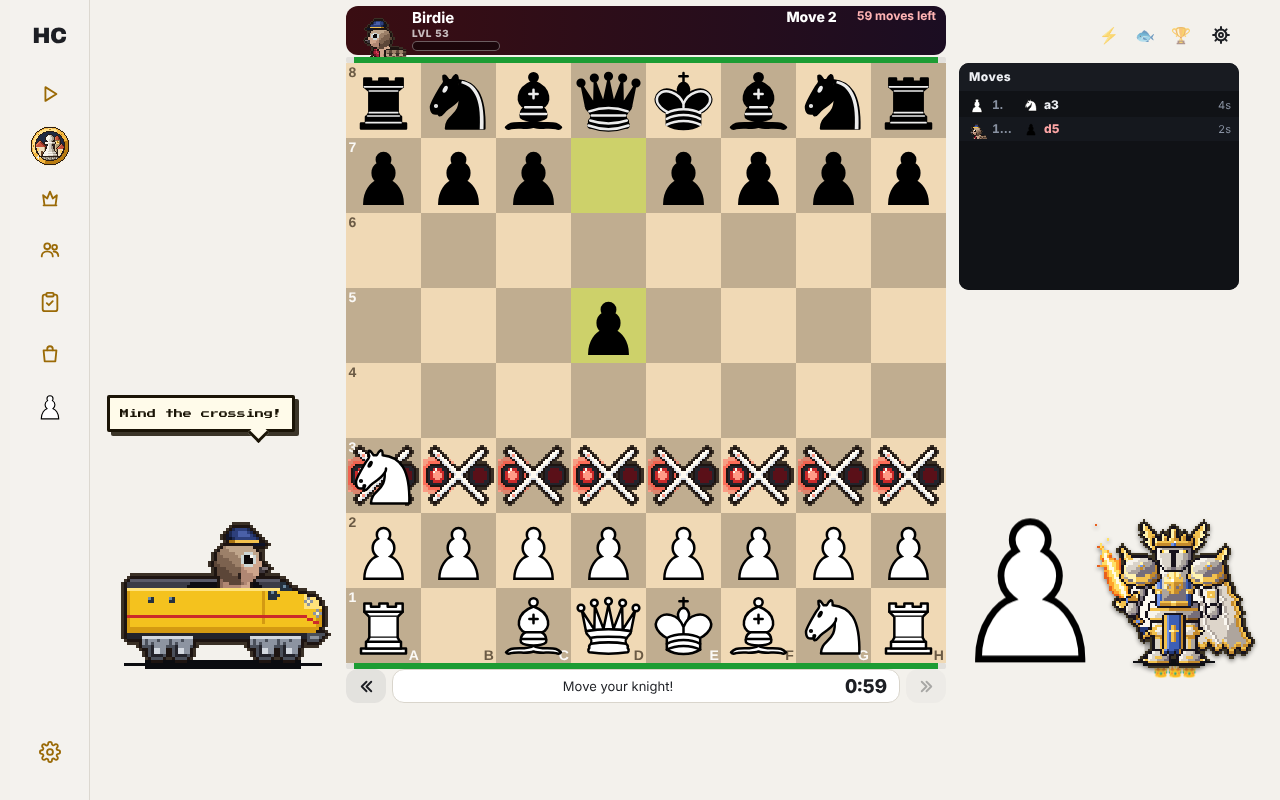 HC
Birdie
LVL 53
Move 2
59 moves left
Moves
1. a3 4s
1... d5 2s
8
7
6
5
4
3
2
1
A B C D E F G H
Mind the crossing!
Move your knight!
0:59